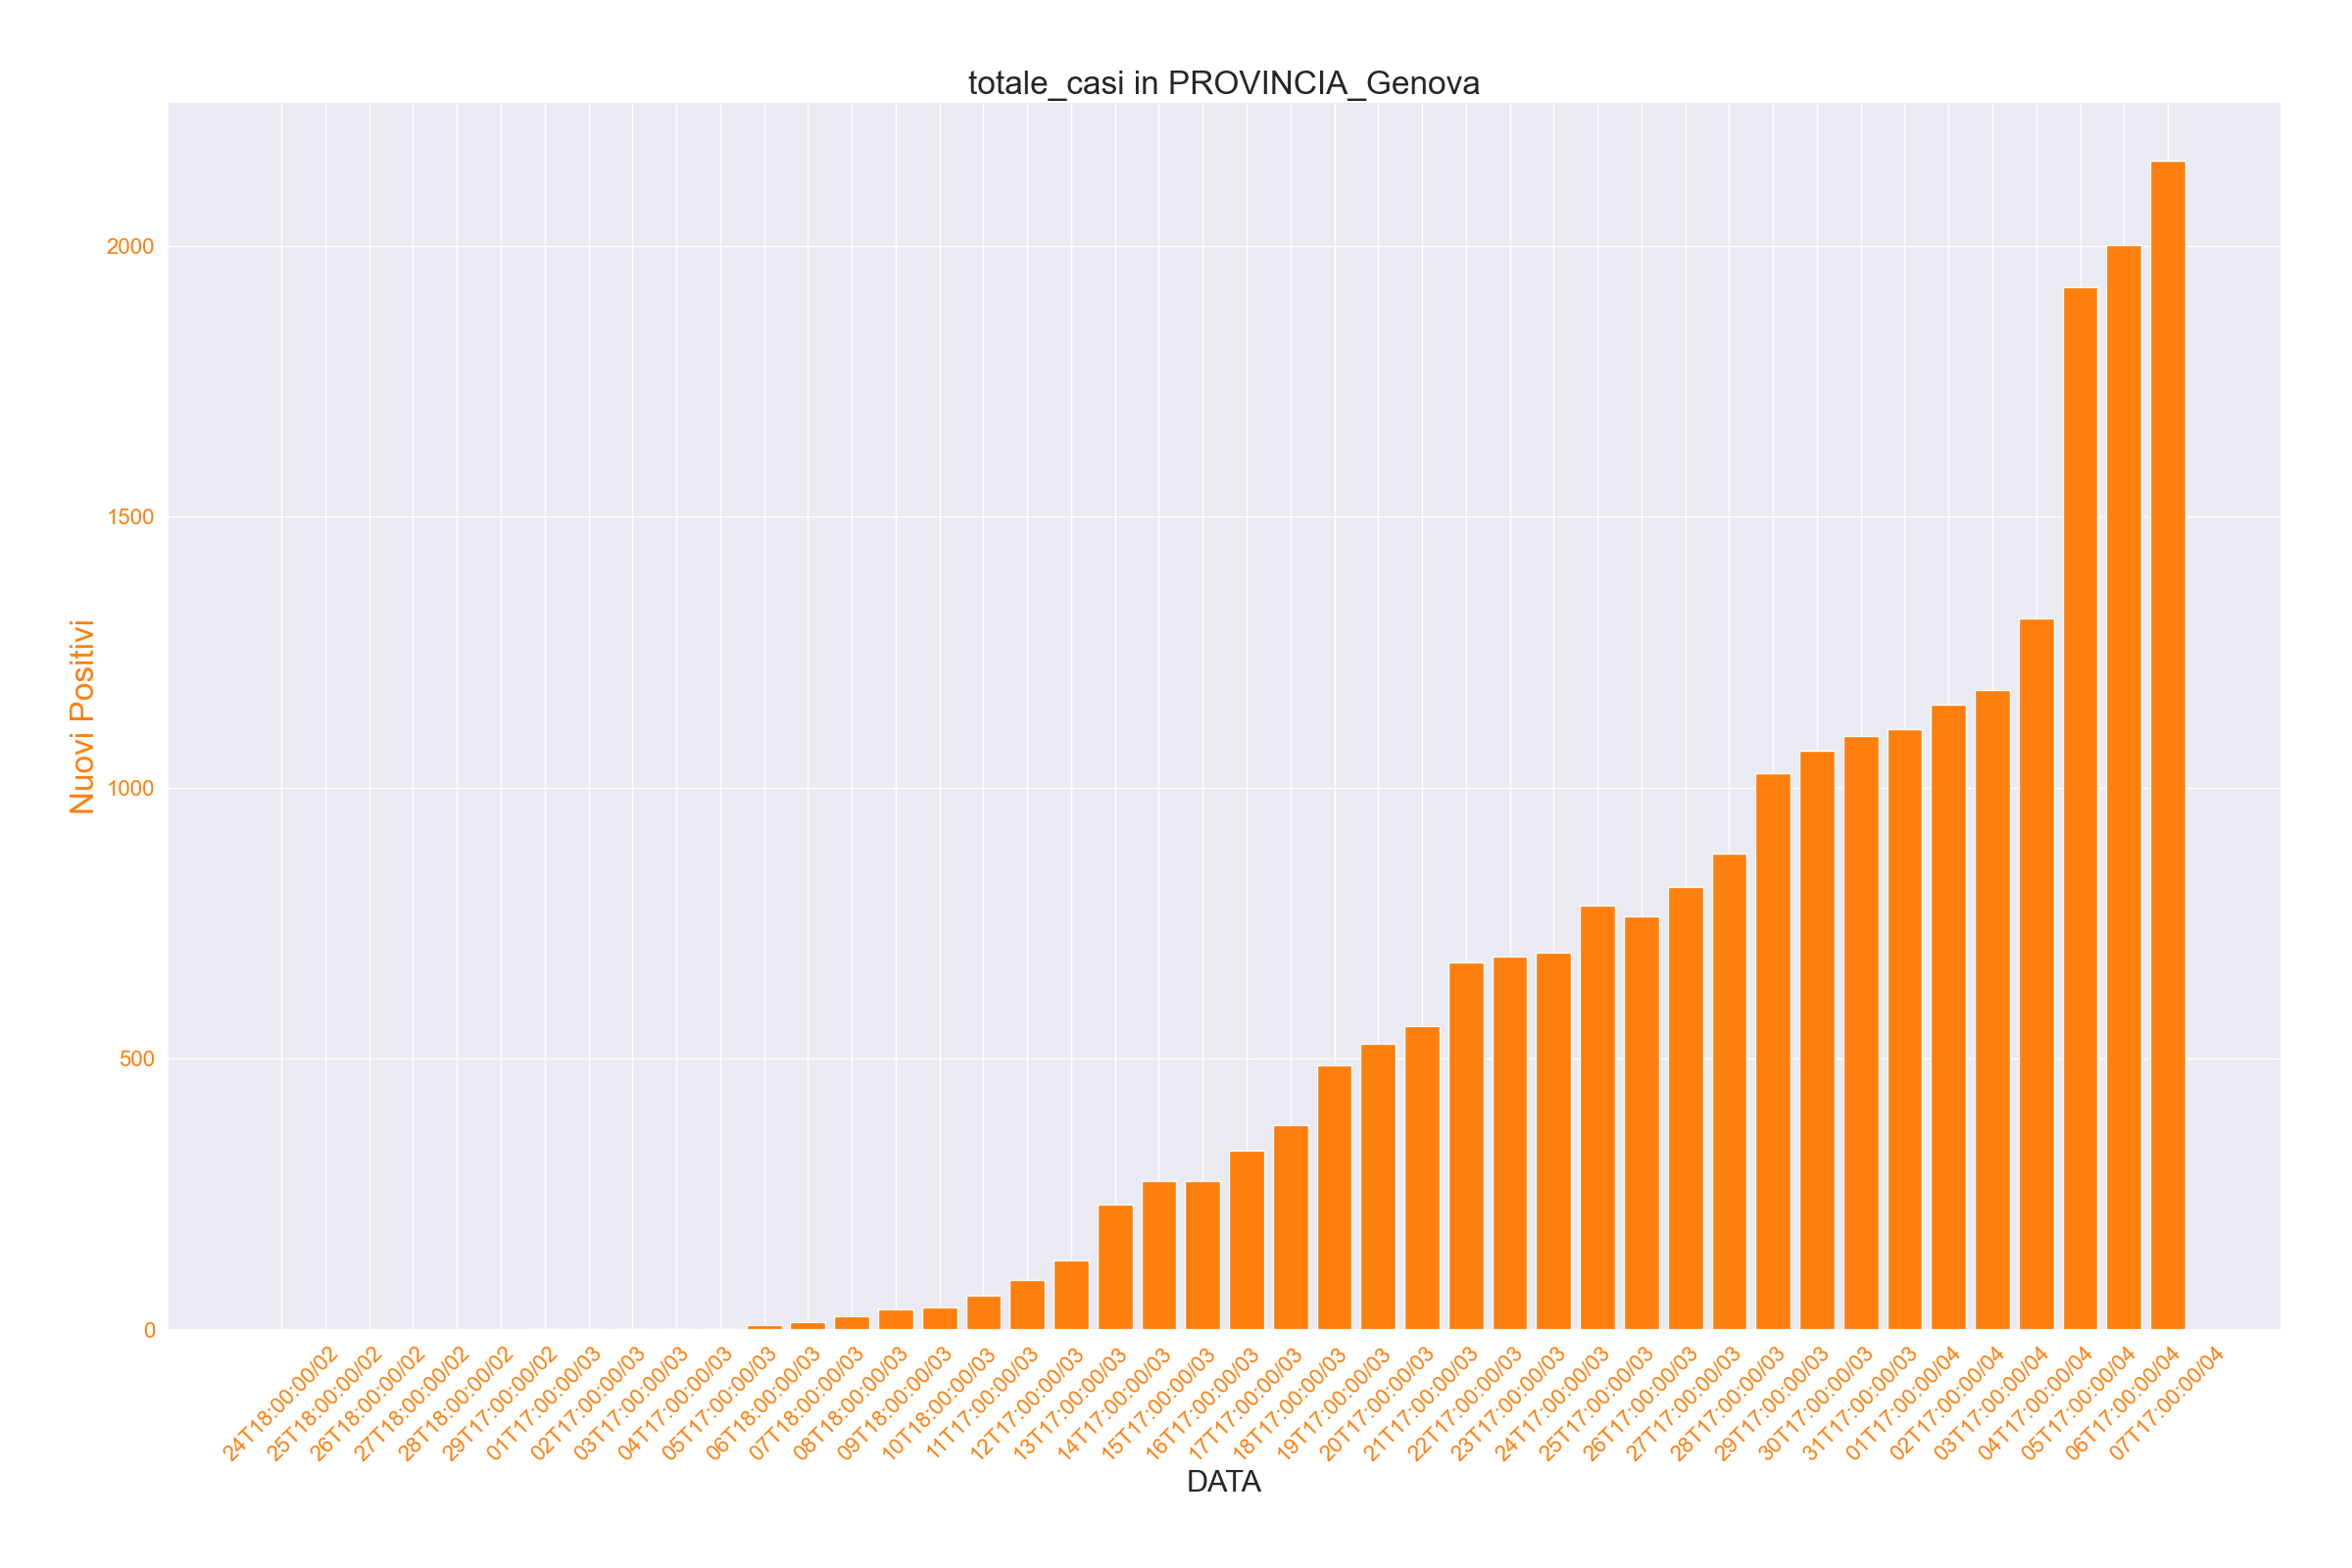 totale_casi in PROVINCIA_Genova
Nuovi Positivi
2000
1500
1000
500
0
24T18:00:00/02
25T18:00:00/02
26T18:00:00/02
27T18:00:00/02
28T18:00:00/02
29T17:00:00/02
01T17:00:00/03
02T17:00:00/03
03T17:00:00/03
04T17:00:00/03
05T17:00:00/03
06T18:00:00/03
07T18:00:00/03
08T18:00:00/03
09T18:00:00/03
10T18:00:00/03
11T17:00:00/03
12T17:00:00/03
13T17:00:00/03
14T17:00:00/03
15T17:00:00/03
16T17:00:00/03
17T17:00:00/03
18T17:00:00/03
19T17:00:00/03
20T17:00:00/03
21T17:00:00/03
22T17:00:00/03
23T17:00:00/03
24T17:00:00/03
25T17:00:00/03
26T17:00:00/03
27T17:00:00/03
28T17:00:00/03
29T17:00:00/03
30T17:00:00/03
31T17:00:00/03
01T17:00:00/04
02T17:00:00/04
03T17:00:00/04
04T17:00:00/04
05T17:00:00/04
06T17:00:00/04
07T17:00:00/04
DATA